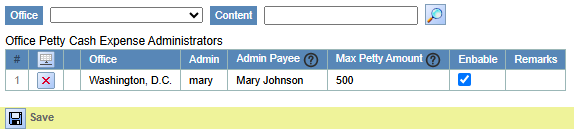 Office Content
Office Petty Cash Expense Administrators
# Office Admin Admin Payee ? Max Petty Amount ? Enbable Remarks
1 Washington, D.C. mary Mary Johnson 500
Save